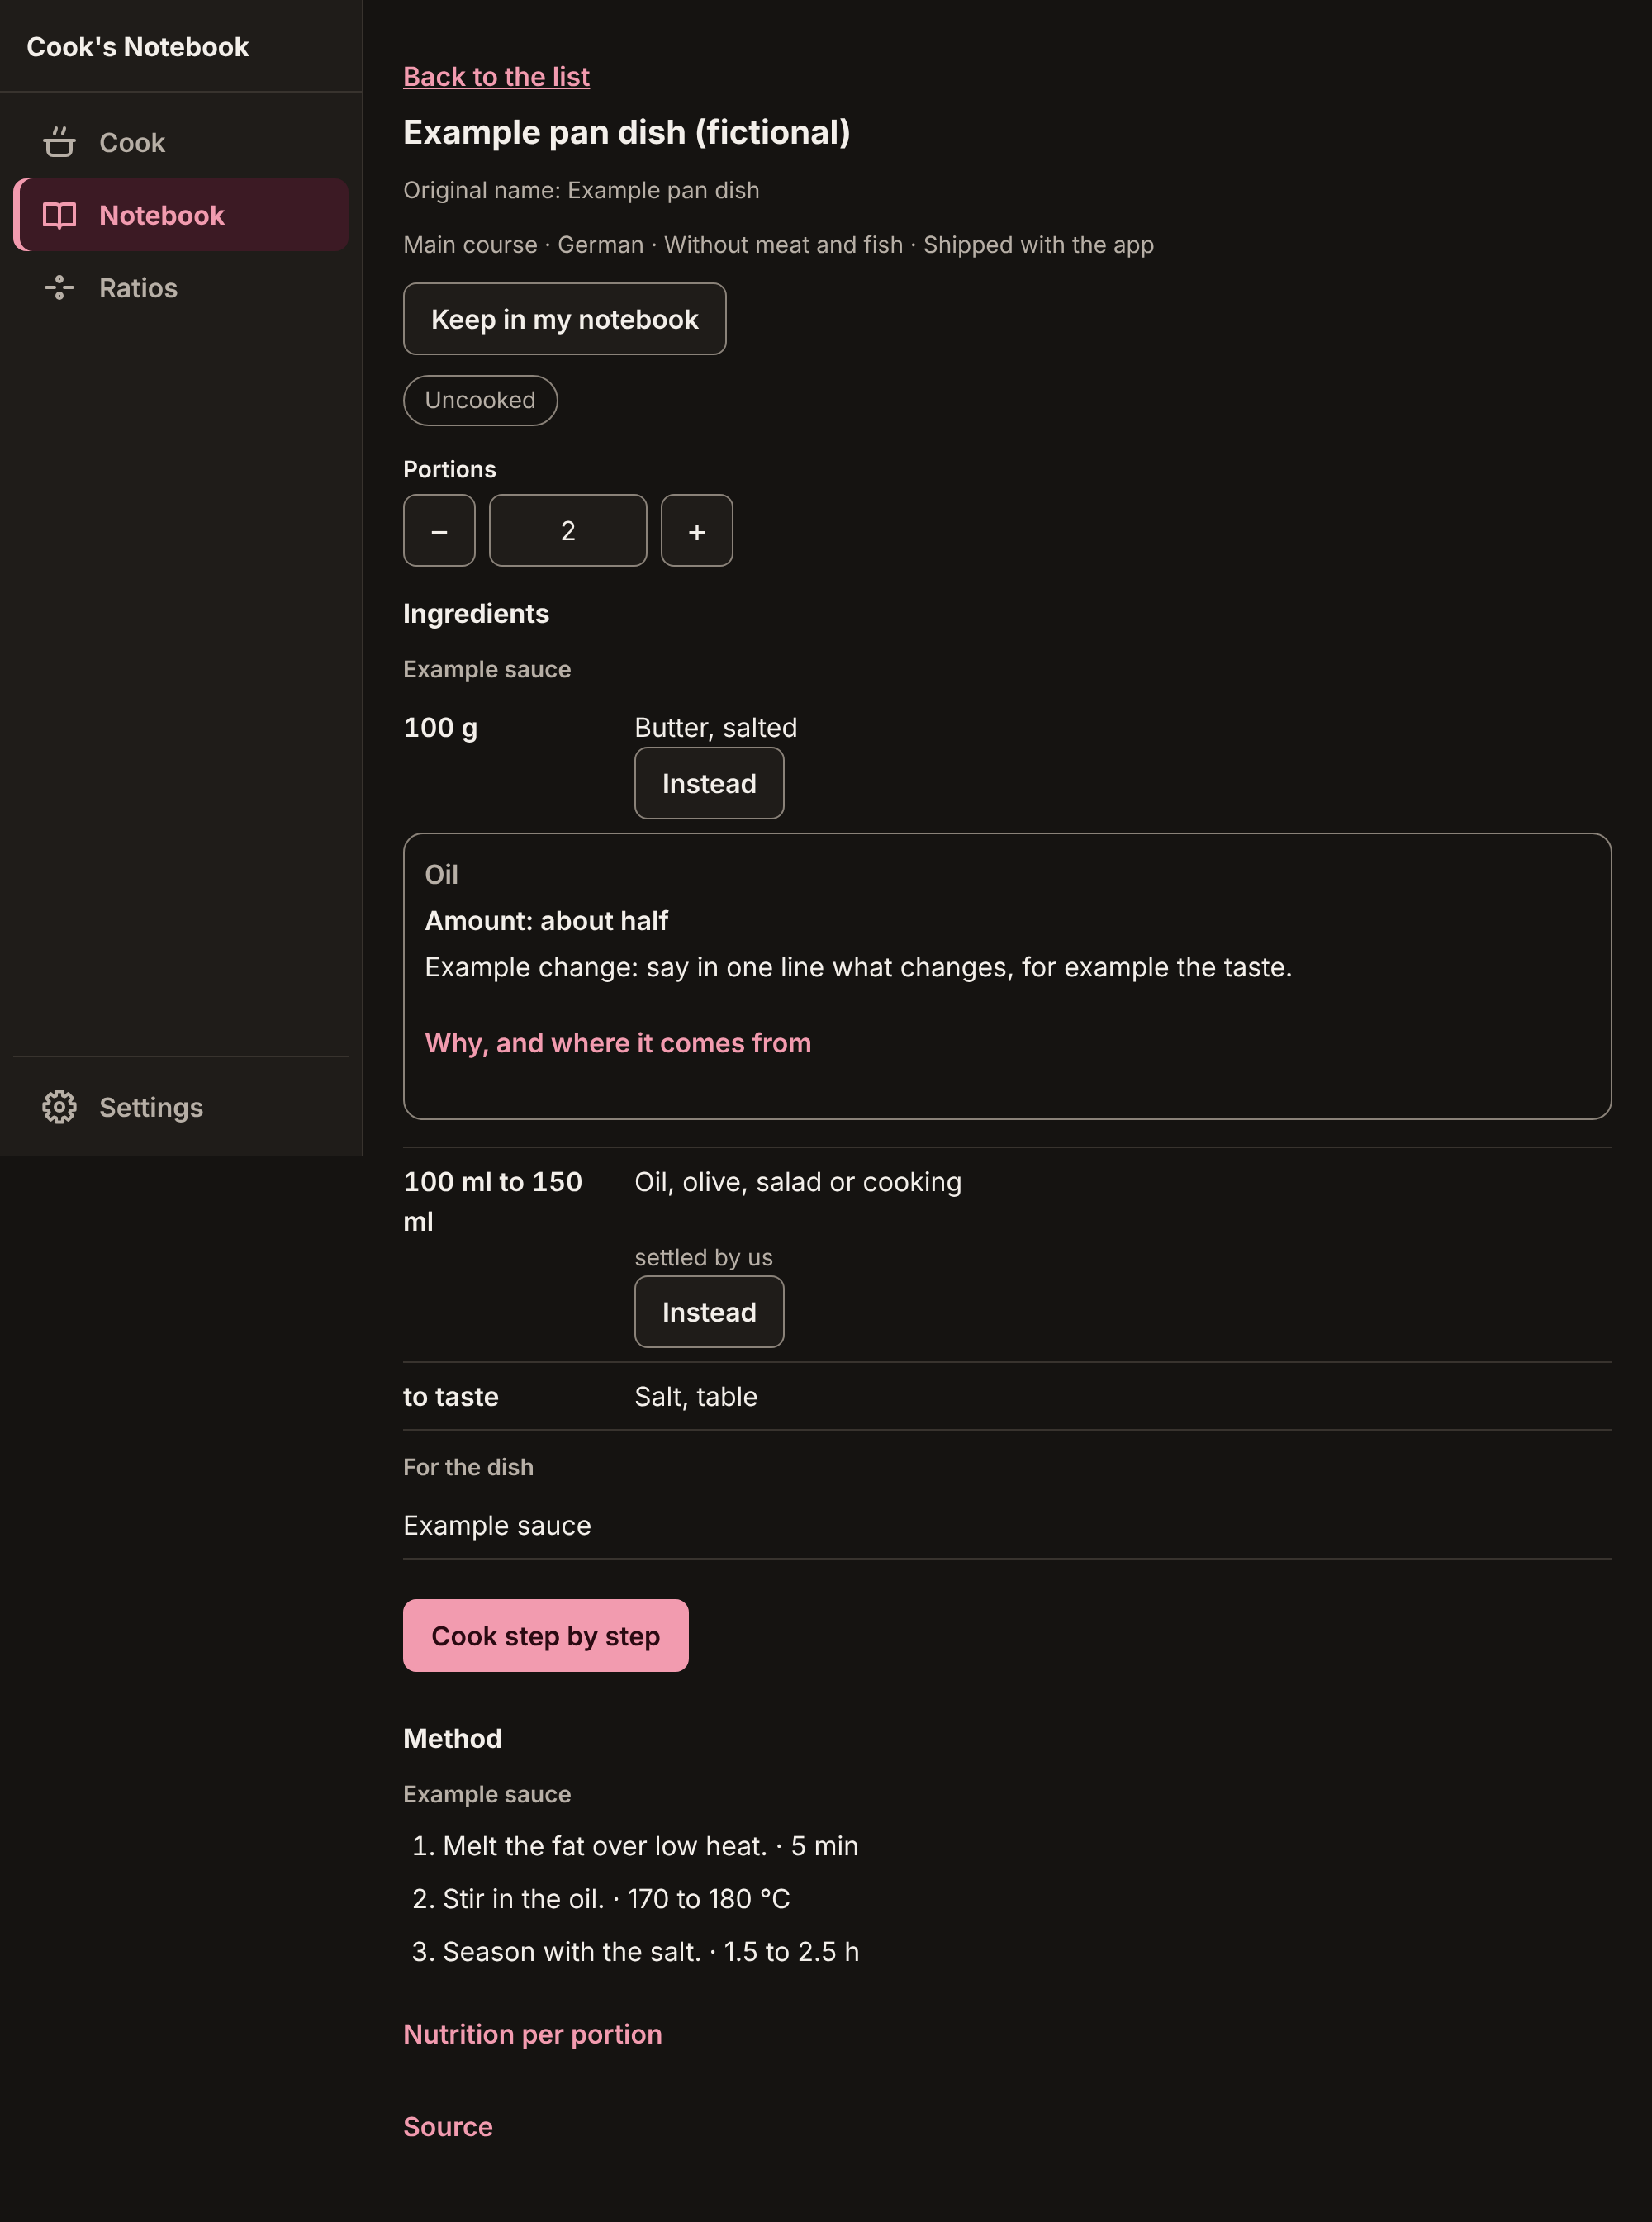 Cook's Notebook
Cook
Notebook
Ratios
Settings
Back to the list
Example pan dish (fictional)
Original name: Example pan dish
Main course · German · Without meat and fish · Shipped with the app
Keep in my notebook
Uncooked
Portions
− 2 +
Ingredients
Example sauce
100 g Butter, salted
Instead
Oil
Amount: about half
Example change: say in one line what changes, for example the taste.
Why, and where it comes from
100 ml to 150 Oil, olive, salad or cooking
ml
settled by us
Instead
to taste Salt, table
For the dish
Example sauce
Cook step by step
Method
Example sauce
1. Melt the fat over low heat. · 5 min
2. Stir in the oil. · 170 to 180 °C
3. Season with the salt. · 1.5 to 2.5 h
Nutrition per portion
Source